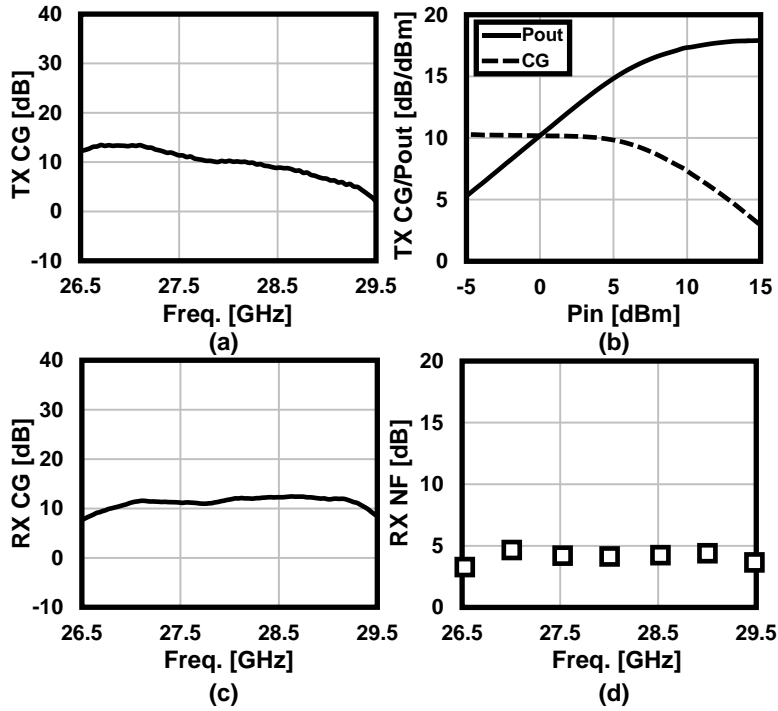 TX CG [dB]
40
30
20
10
0
-10
26.5 27.5 28.5 29.5
Freq. [GHz]
(a)
TX CG/Pout [dB/dBm]
20
15
10
5
0
Pout
CG
-5 0 5 10 15
Pin [dBm]
(b)
RX CG [dB]
40
30
20
10
0
-10
26.5 27.5 28.5 29.5
Freq. [GHz]
(c)
RX NF [dB]
20
15
10
5
0
26.5 27.5 28.5 29.5
Freq. [GHz]
(d)